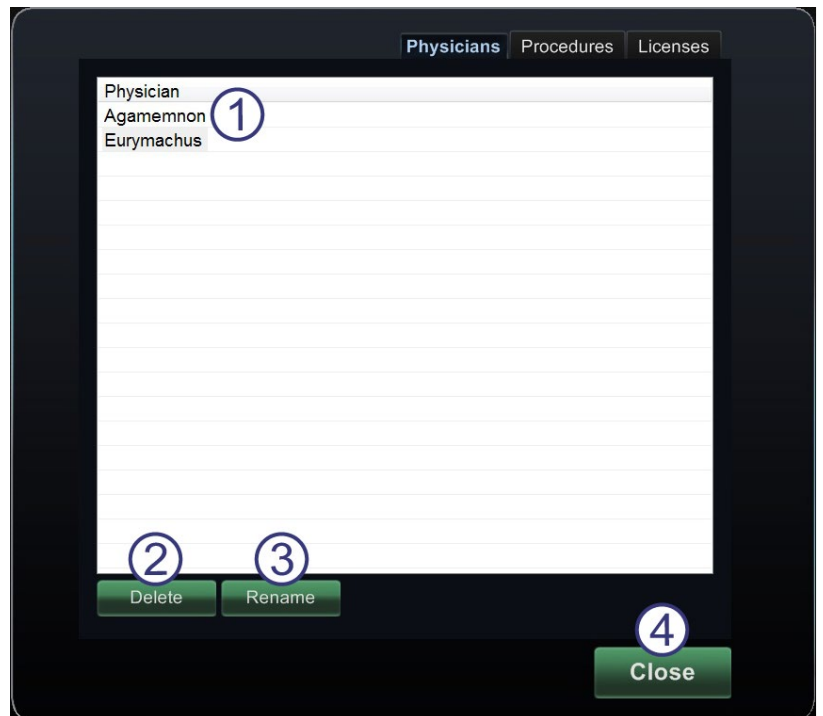 Physicians Procedures Licenses
Physician
Agamemnon 1
Eurymachus
2 3
Delete Rename
4
Close